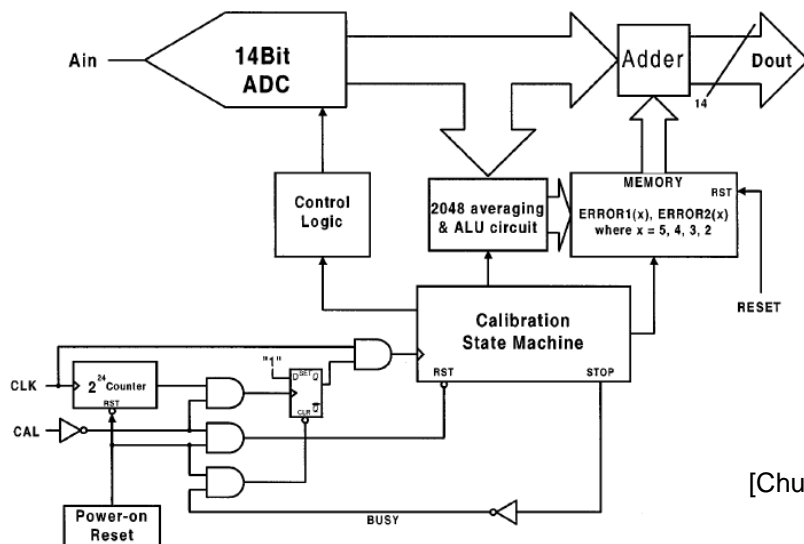 Ain
14Bit
ADC
Adder
Dout
14
Control
Logic
2048 averaging
& ALU circuit
MEMORY
RST
ERROR1(x), ERROR2(x)
where x = 5, 4, 3, 2
RESET
Calibration
State Machine
RST
STOP
CLK
2^24 Counter
RST
"1"
D SET Q
CLR Q̅
CAL
BUSY
Power-on
Reset
[Chu